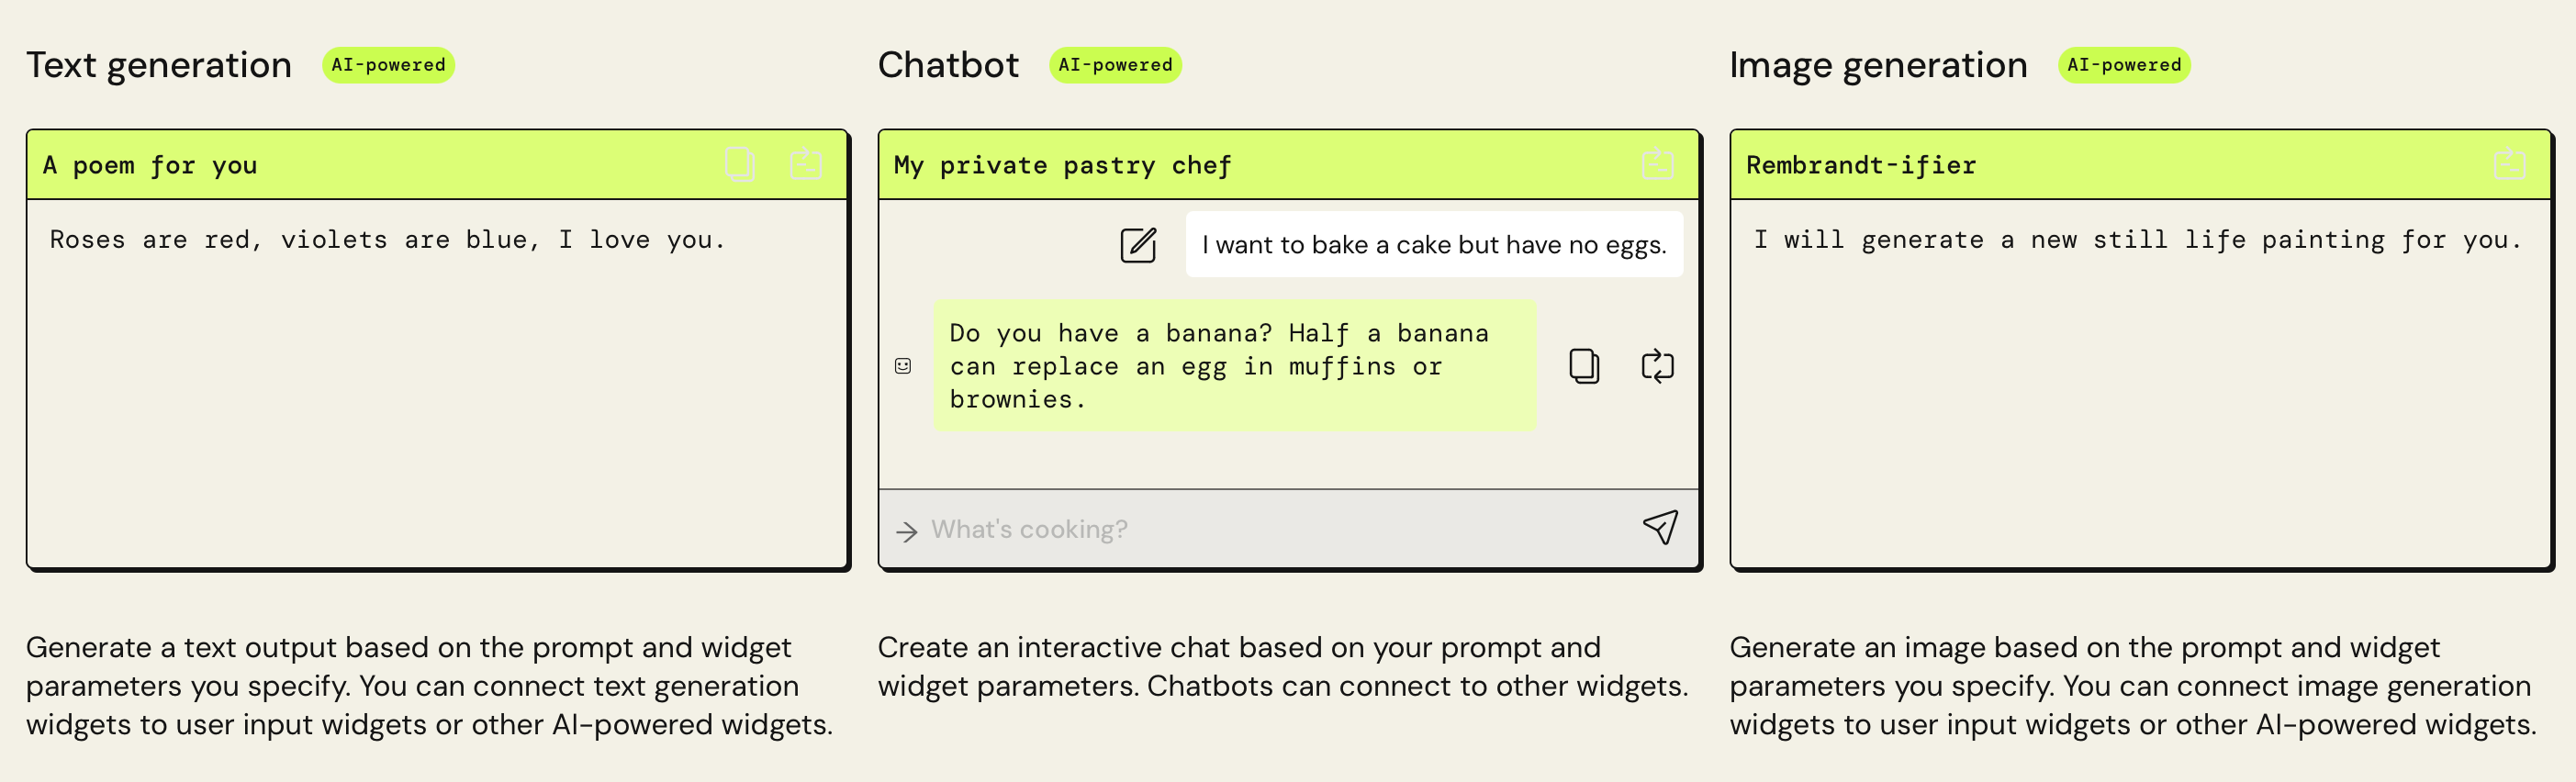 Text generation
AI-powered
A poem for you
Roses are red, violets are blue, I love you.
Generate a text output based on the prompt and widget
parameters you specify. You can connect text generation
widgets to user input widgets or other AI-powered widgets.
Chatbot
AI-powered
My private pastry chef
I want to bake a cake but have no eggs.
Do you have a banana? Half a banana
can replace an egg in muffins or
brownies.
What's cooking?
Create an interactive chat based on your prompt and
widget parameters. Chatbots can connect to other widgets.
Image generation
AI-powered
Rembrandt-ifier
I will generate a new still life painting for you.
Generate an image based on the prompt and widget
parameters you specify. You can connect image generation
widgets to user input widgets or other AI-powered widgets.